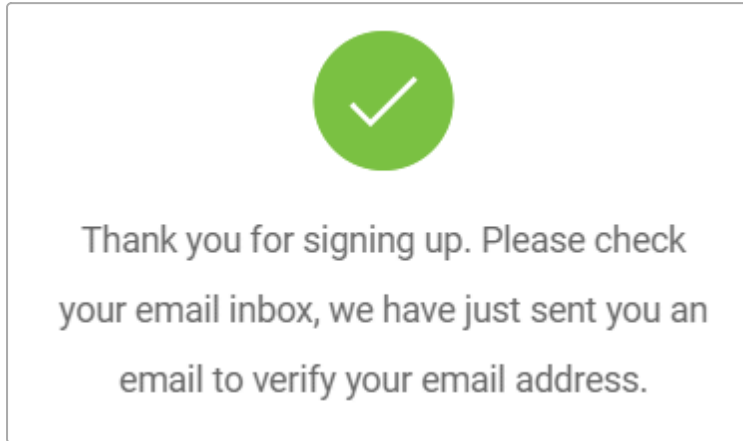 Thank you for signing up. Please check
your email inbox, we have just sent you an
email to verify your email address.